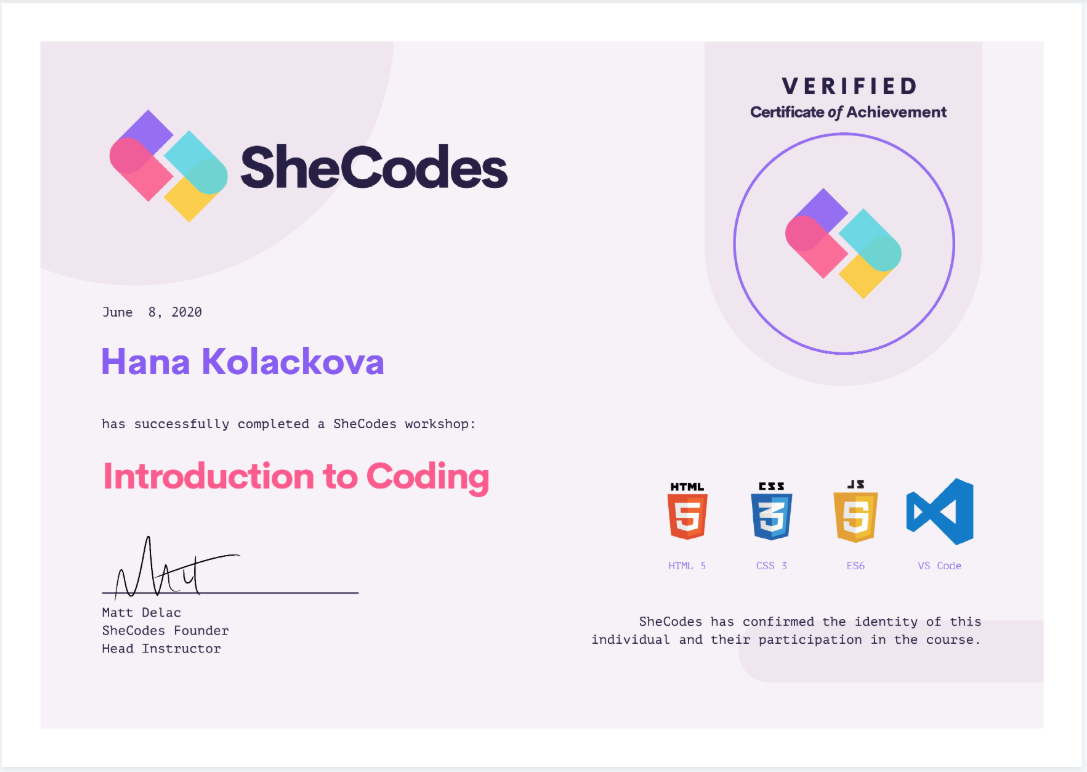 SheCodes
VERIFIED
Certificate of Achievement
June 8, 2020
Hana Kolackova
has successfully completed a SheCodes workshop:
Introduction to Coding
HTML CSS JS
5 3 5
HTML 5 CSS 3 ES6 VS Code
Matt Delac
SheCodes Founder
Head Instructor
SheCodes has confirmed the identity of this
individual and their participation in the course.